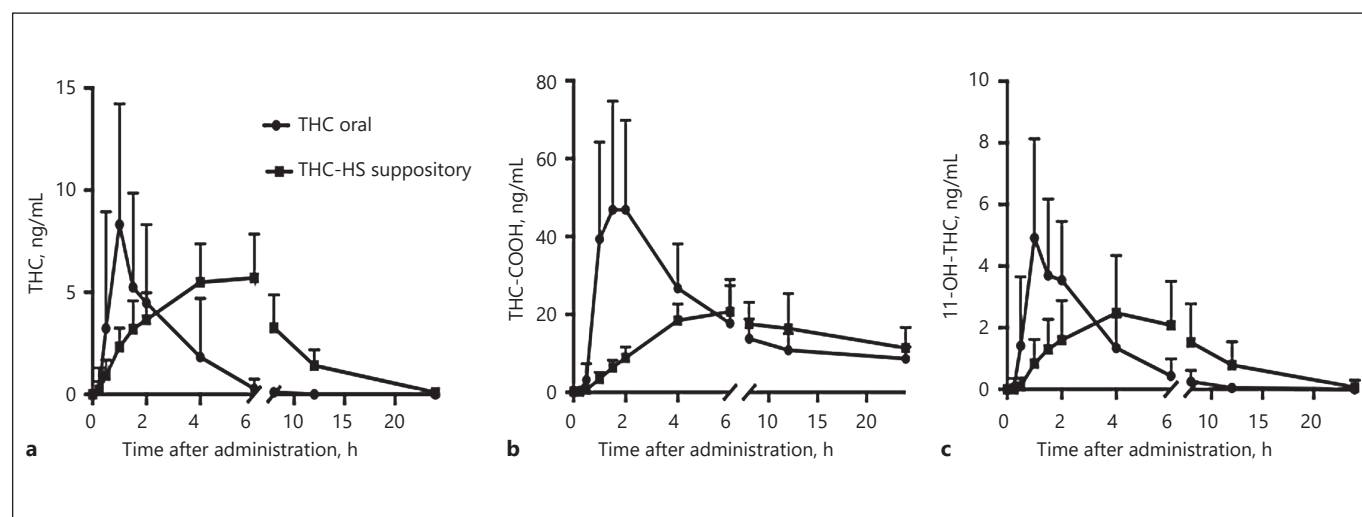 15
10
5
0
THC, ng/mL
THC oral
THC-HS suppository
0 2 4 6 10 15 20
Time after administration, h
a
80
60
40
20
0
THC-COOH, ng/mL
0 2 4 6 10 15 20
Time after administration, h
b
10
8
6
4
2
0
11-OH-THC, ng/mL
0 2 4 6 10 15 20
Time after administration, h
c